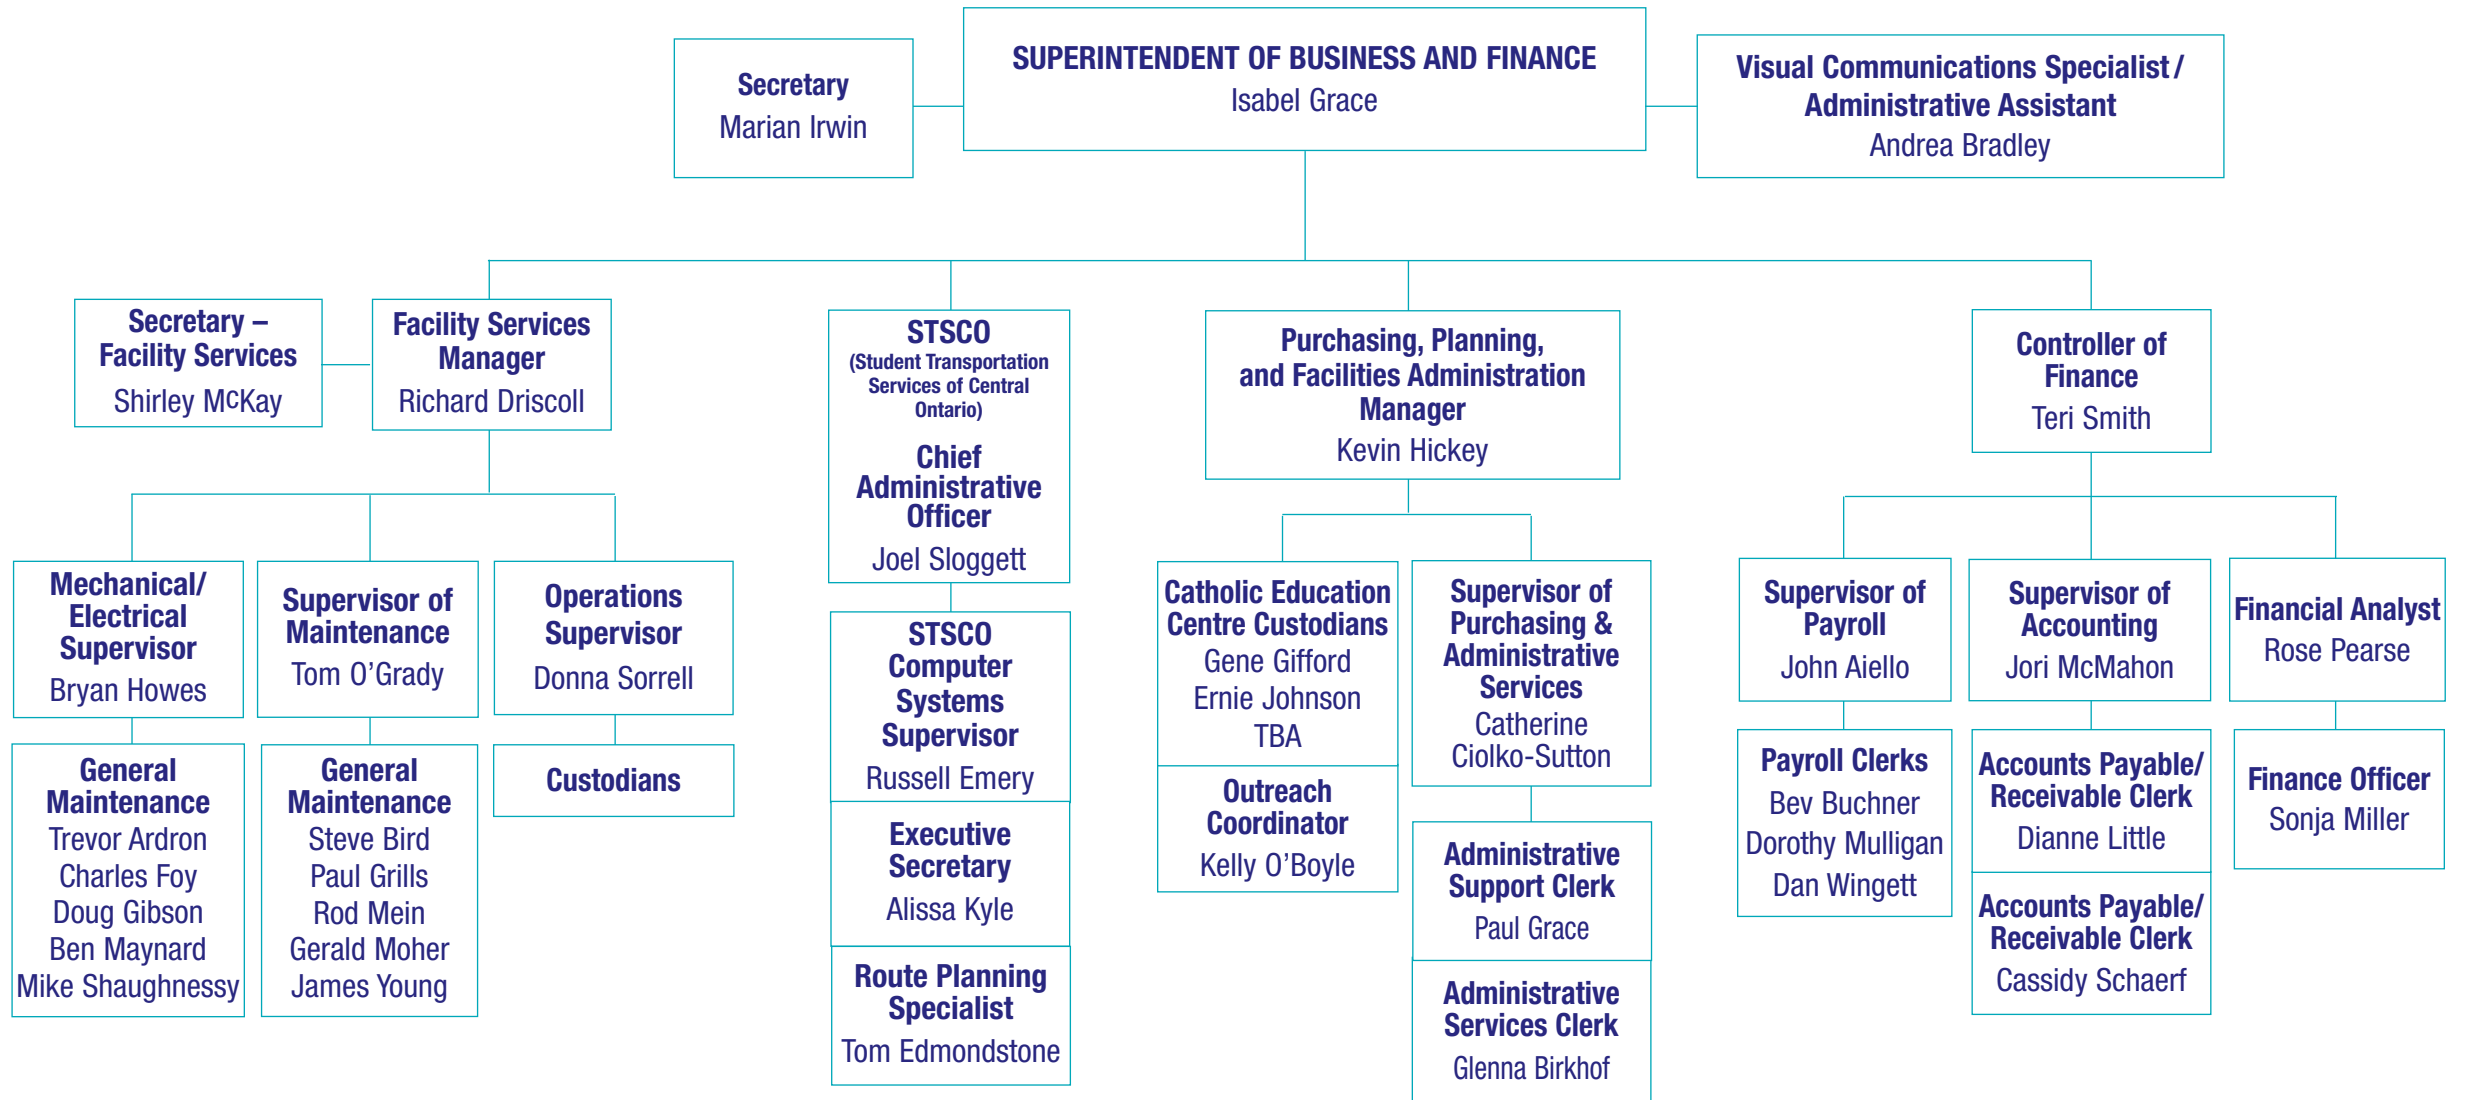 Secretary
Marian Irwin
SUPERINTENDENT OF BUSINESS AND FINANCE
Isabel Grace
Visual Communications Specialist /
Administrative Assistant
Andrea Bradley
Secretary –
Facility Services
Shirley McKay
Facility Services
Manager
Richard Driscoll
STSCO
(Student Transportation
Services of Central
Ontario)
Chief
Administrative
Officer
Joel Sloggett
Purchasing, Planning,
and Facilities Administration
Manager
Kevin Hickey
Controller of
Finance
Teri Smith
Mechanical/
Electrical
Supervisor
Bryan Howes
Supervisor of
Maintenance
Tom O'Grady
Operations
Supervisor
Donna Sorrell
General
Maintenance
Trevor Ardron
Charles Foy
Doug Gibson
Ben Maynard
Mike Shaughnessy
General
Maintenance
Steve Bird
Paul Grills
Rod Mein
Gerald Moher
James Young
Custodians
STSCO
Computer
Systems
Supervisor
Russell Emery
Executive
Secretary
Alissa Kyle
Route Planning
Specialist
Tom Edmondstone
Catholic Education
Centre Custodians
Gene Gifford
Ernie Johnson
TBA
Outreach
Coordinator
Kelly O'Boyle
Supervisor of
Purchasing &
Administrative
Services
Catherine
Ciolko-Sutton
Administrative
Support Clerk
Paul Grace
Administrative
Services Clerk
Glenna Birkhof
Supervisor of
Payroll
John Aiello
Payroll Clerks
Bev Buchner
Dorothy Mulligan
Dan Wingett
Supervisor of
Accounting
Jori McMahon
Accounts Payable/
Receivable Clerk
Dianne Little
Accounts Payable/
Receivable Clerk
Cassidy Schaerf
Financial Analyst
Rose Pearse
Finance Officer
Sonja Miller